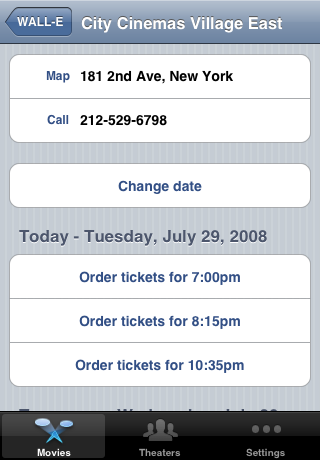 WALL-E City Cinemas Village East
Map 181 2nd Ave, New York
Call 212-529-6798
Change date
Today - Tuesday, July 29, 2008
Order tickets for 7:00pm
Order tickets for 8:15pm
Order tickets for 10:35pm
Movies Theaters Settings